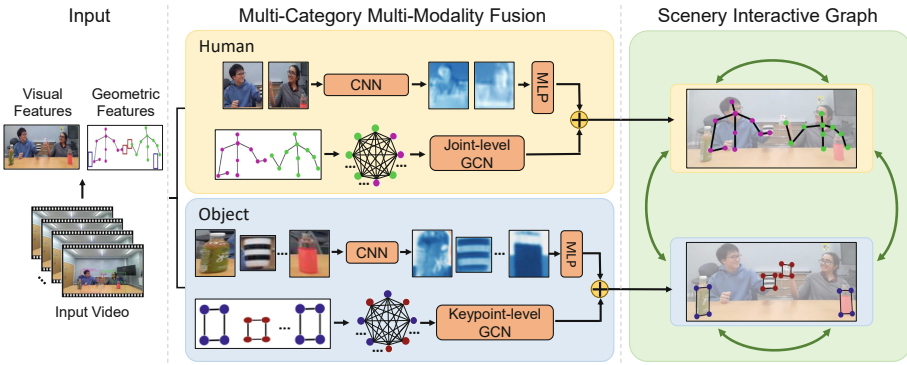 Input
Multi-Category Multi-Modality Fusion
Scenery Interactive Graph
Visual
Features
Geometric
Features
Input Video
Human
CNN
MLP
Joint-level
GCN
...
...
...
Object
...
CNN
...
MLP
...
Keypoint-level
GCN
...
...
...